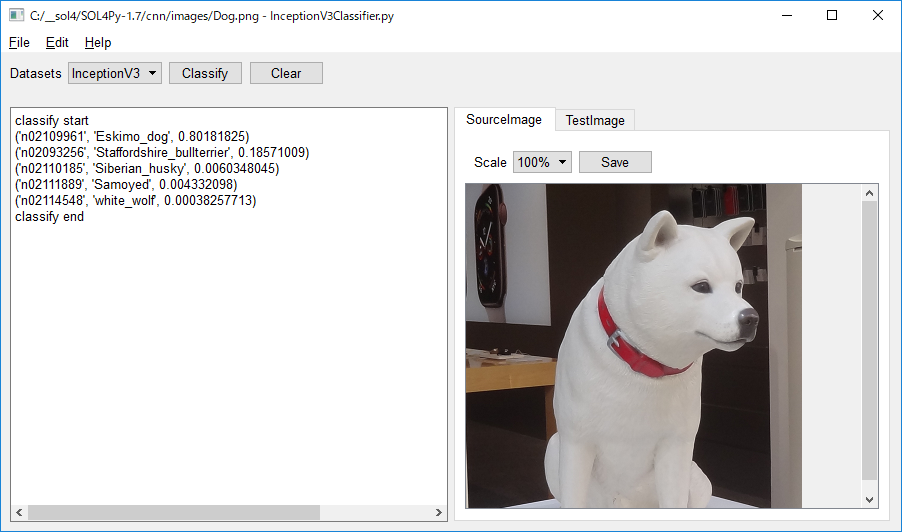 C:/__sol4/SOL4Py-1.7/cnn/images/Dog.png - InceptionV3Classifier.py
File Edit Help
Datasets InceptionV3 Classify Clear
classify start
('n02109961', 'Eskimo_dog', 0.80181825)
('n02093256', 'Staffordshire_bullterrier', 0.18571009)
('n02110185', 'Siberian_husky', 0.0060348045)
('n02111889', 'Samoyed', 0.004332098)
('n02114548', 'white_wolf', 0.00038257713)
classify end
SourceImage TestImage
Scale 100% Save